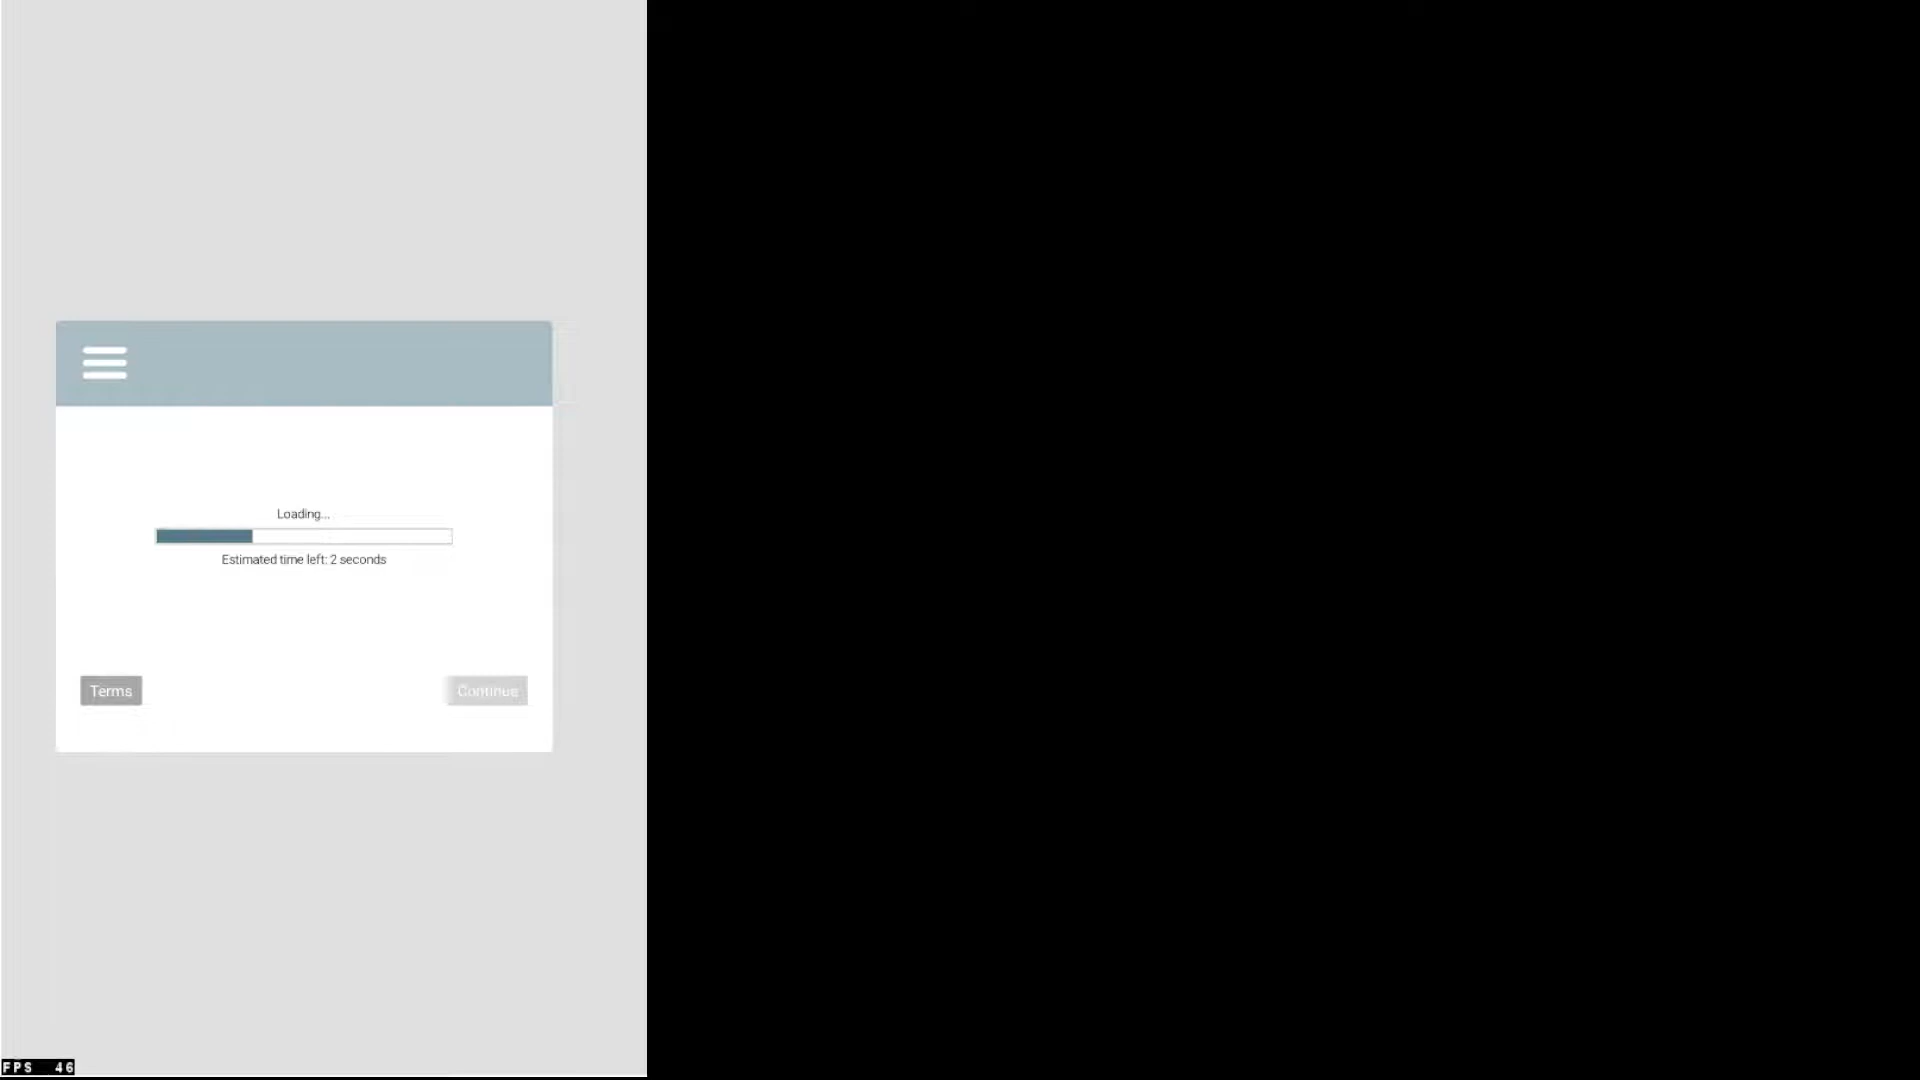 Loading...
Estimated time left: 2 seconds
Terms
Continue
FPS 46